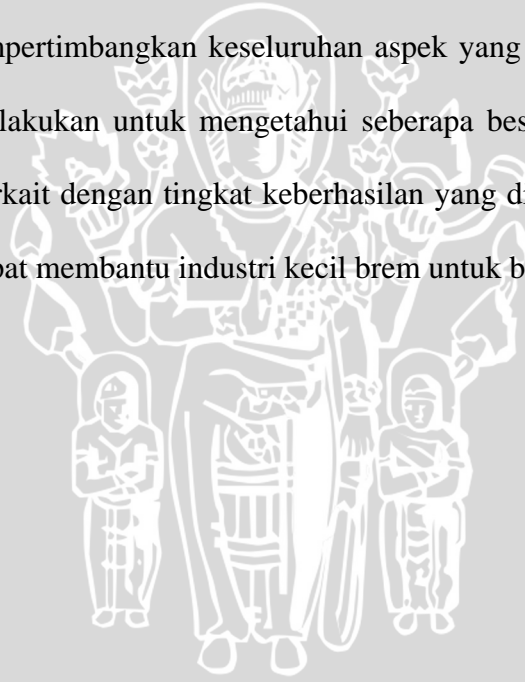 pertimbangkan keseluruhan aspek yang
lakukan untuk mengetahui seberapa bes
rkait dengan tingkat keberhasilan yang di
pat membantu industri kecil brem untuk b